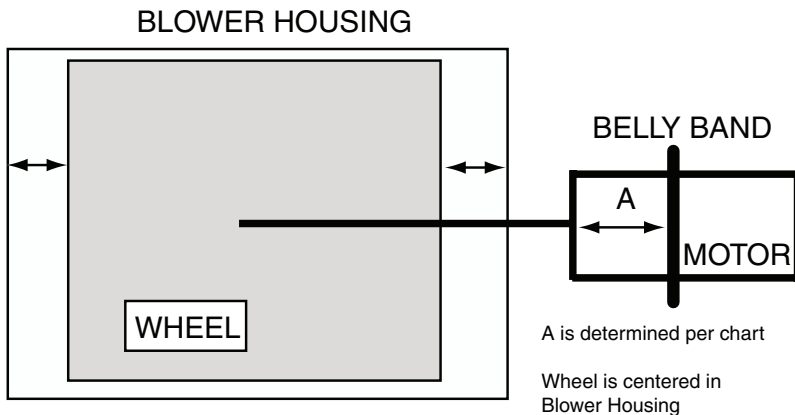 BLOWER HOUSING
BELLY BAND
A
MOTOR
WHEEL
A is determined per chart
Wheel is centered in
Blower Housing